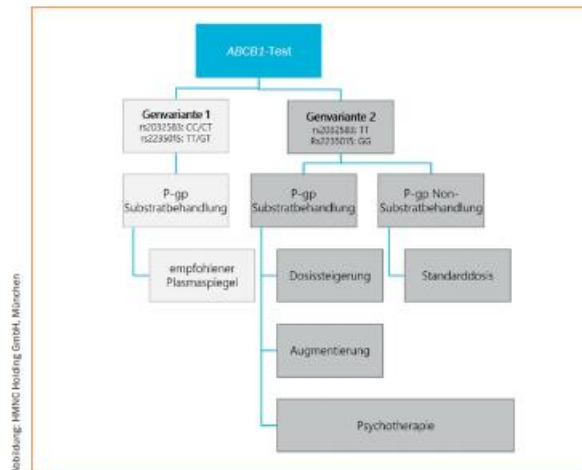 ABCB1-Test
Genvariante 1
rs2032583: CC/CT
rs2235015: TT/GT
Genvariante 2
rs2032583: TT
Rs2235015: GG
P-gp
Substratbehandlung
P-gp
Substratbehandlung
P-gp Non-
Substratbehandlung
empfohlener
Plasmaspiegel
Dosissteigerung
Standarddosis
Augmentierung
Psychotherapie
Abbildung: HMNC Holding GmbH, München